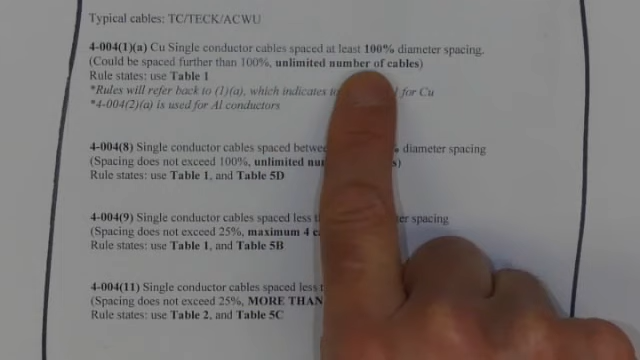 Typical cables: TC/TECK/ACWU
4-004(1)(a) Cu Single conductor cables spaced at least 100% diameter spacing.
(Could be spaced further than 100%, unlimited number of cables)
Rule states: use Table 1
*Rules will refer back to (1)(a), which indicates for Cu
*4-004(2)(a) is used for Al conductors
4-004(8) Single conductor cables spaced diameter spacing
(Spacing does not exceed 100%, unlimited
Rule states: use Table 1, and Table 5D
4-004(9) Single conductor cables spaced less spacing
(Spacing does not exceed 25%, maximum 4
Rule states: use Table 1, and Table 5B
4-004(11) Single conductor cables spaced less
(Spacing does not exceed 25%, MORE THAN
Rule states: use Table 2, and Table 5C